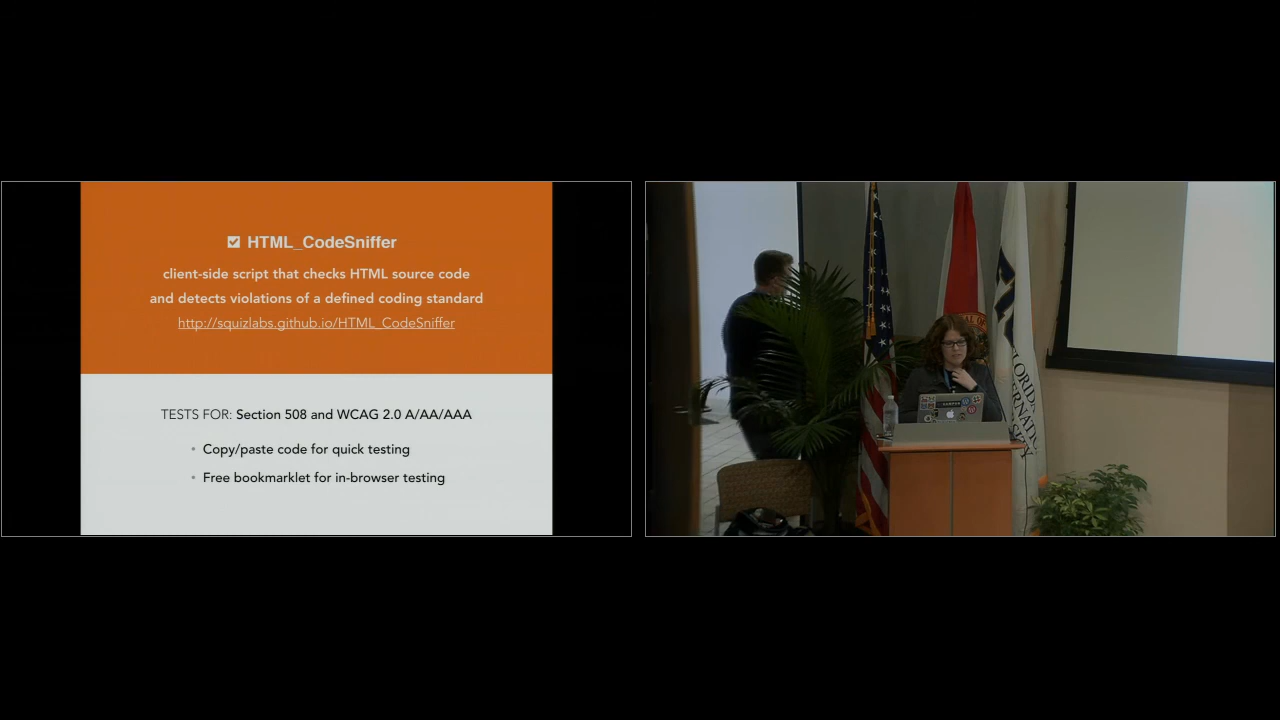 HTML_CodeSniffer
client-side script that checks HTML source code
and detects violations of a defined coding standard
http://squizlabs.github.io/HTML_CodeSniffer
TESTS FOR: Section 508 and WCAG 2.0 A/AA/AAA
• Copy/paste code for quick testing
• Free bookmarklet for in-browser testing